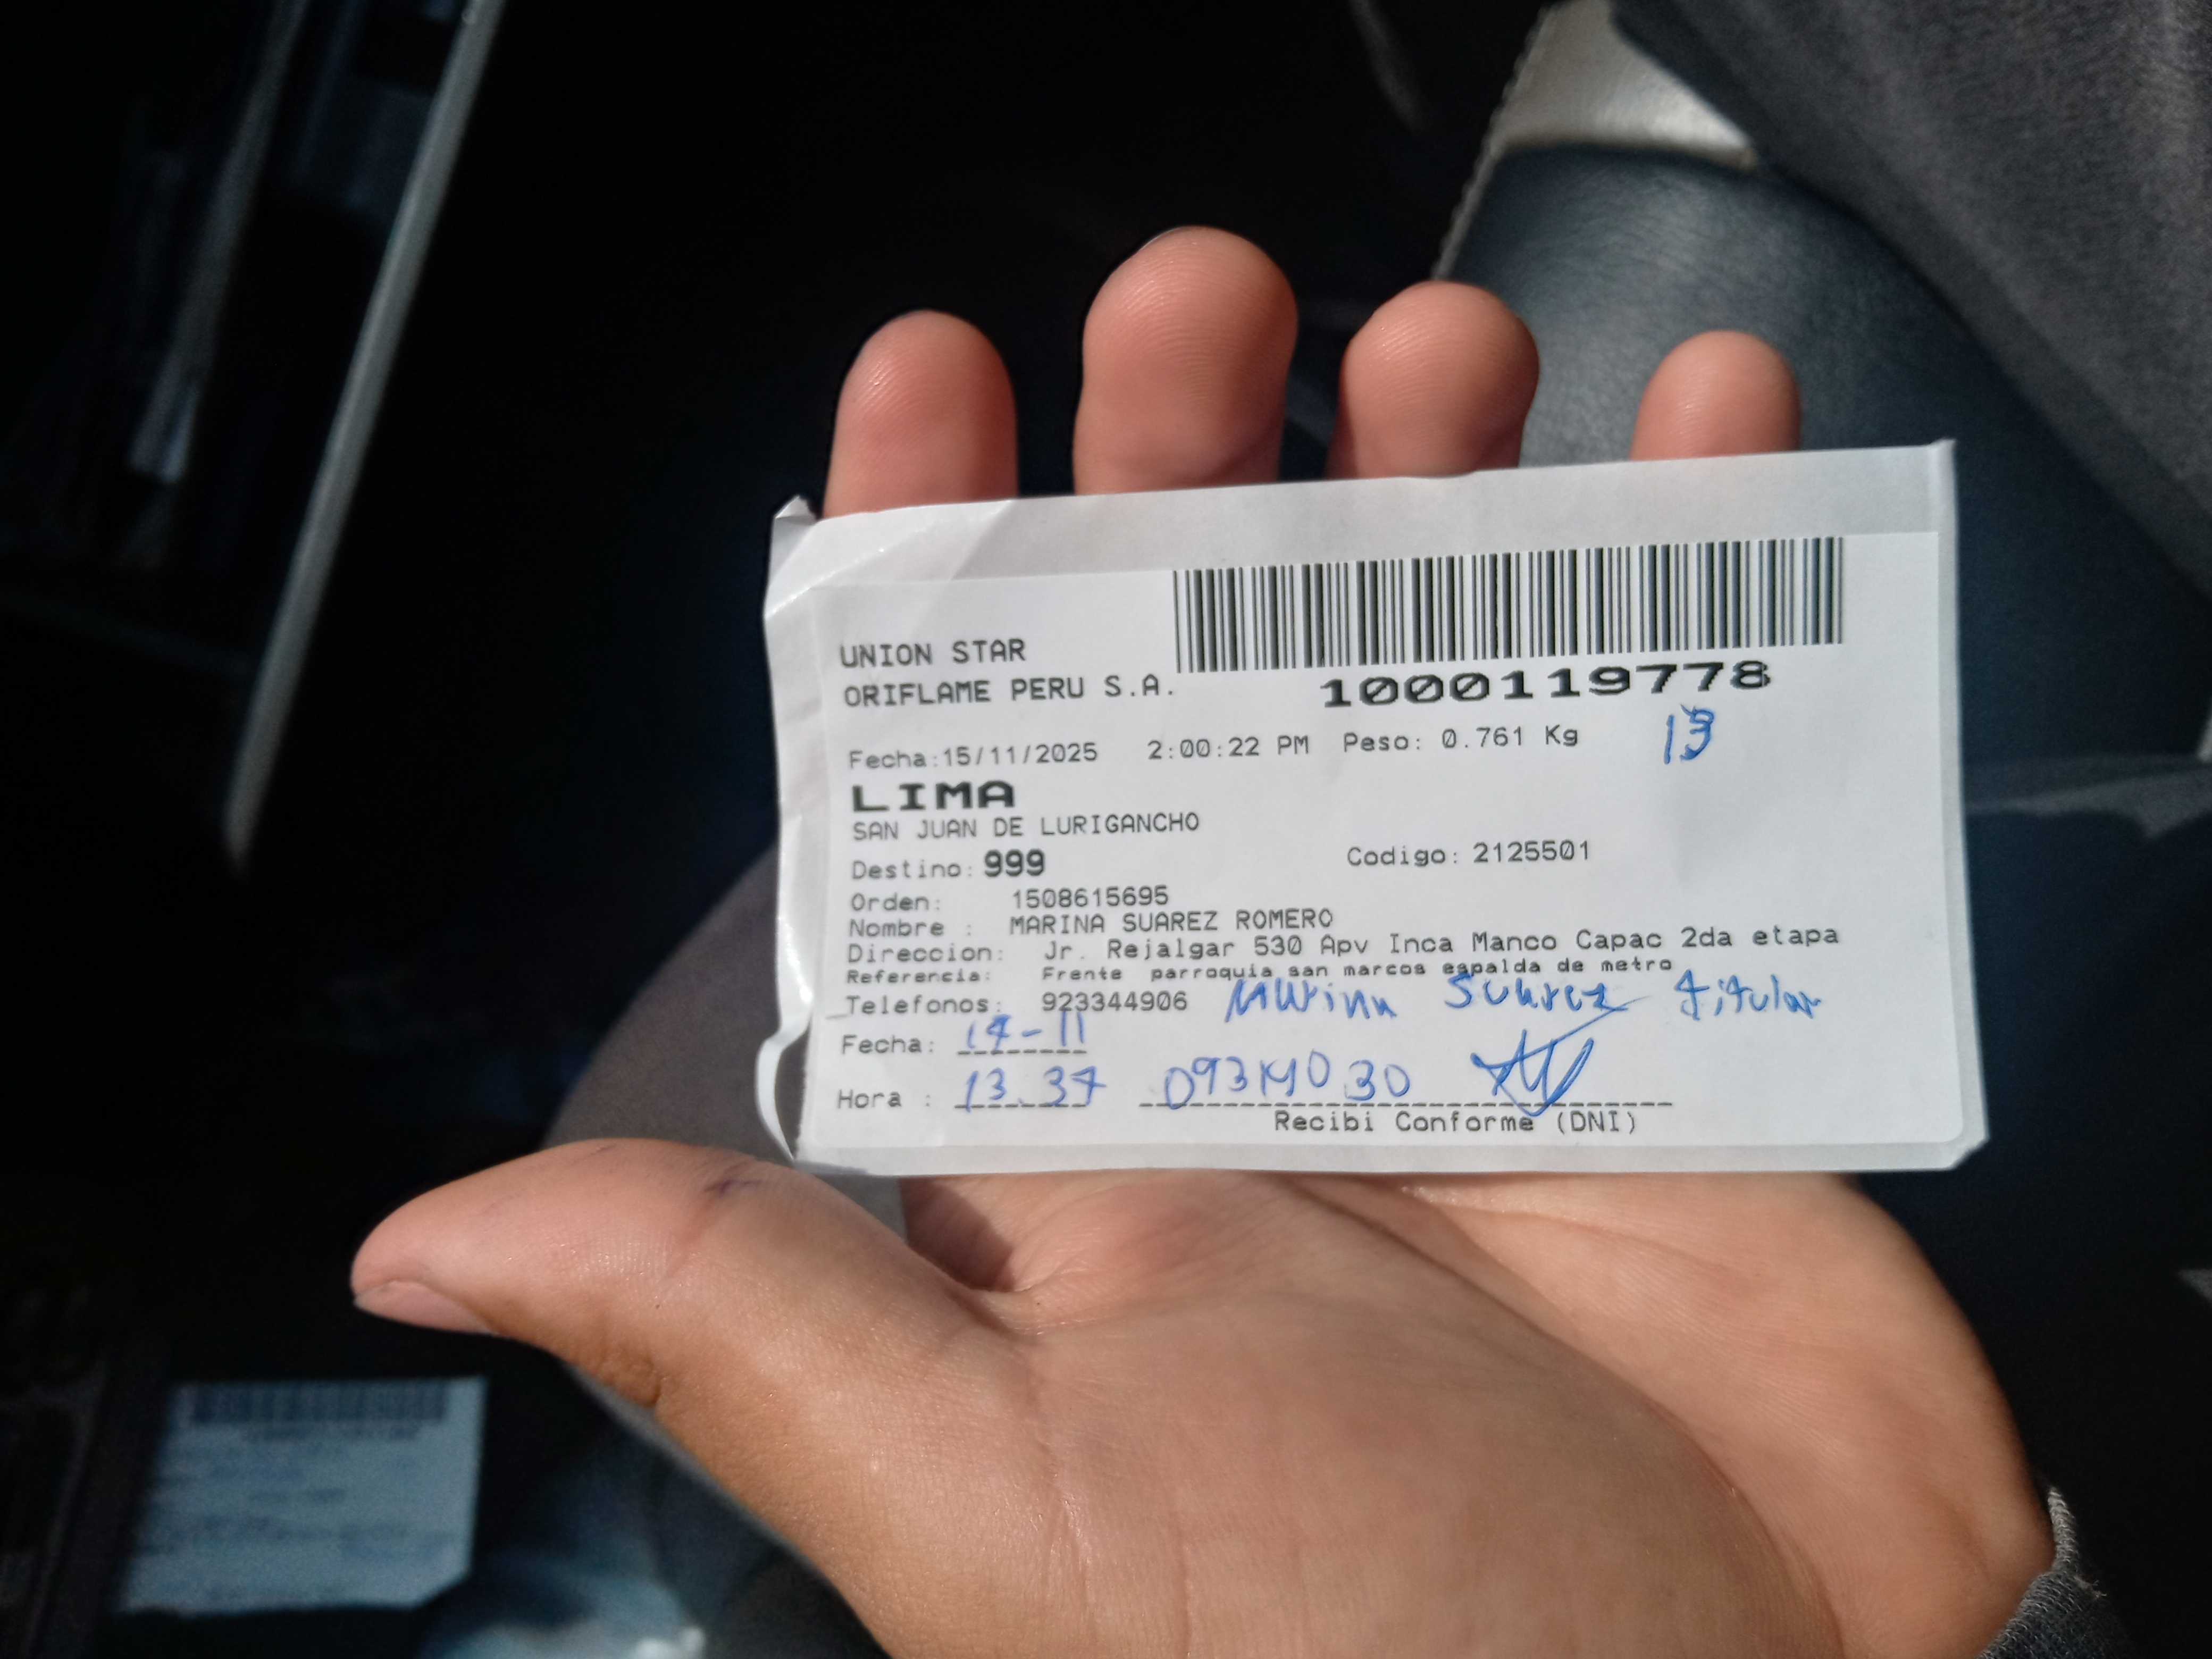 UNION STAR
ORIFLAME PERU S.A.
1000119778
13
Fecha:15/11/2025 2:00:22 PM Peso: 0.761 Kg
LIMA
SAN JUAN DE LURIGANCHO
Destino: 999 Codigo: 2125501
Orden: 1508615695
Nombre : MARINA SUAREZ ROMERO
Direccion: Jr. Rejalgar 530 Apv Inca Manco Capac 2da etapa
Referencia: Frente parroquia san marcos espalda de metro
Telefonos: 923344906 Marina Suarez titular
Fecha:
Hora : 13.37
Recibi Conforme (DNI)